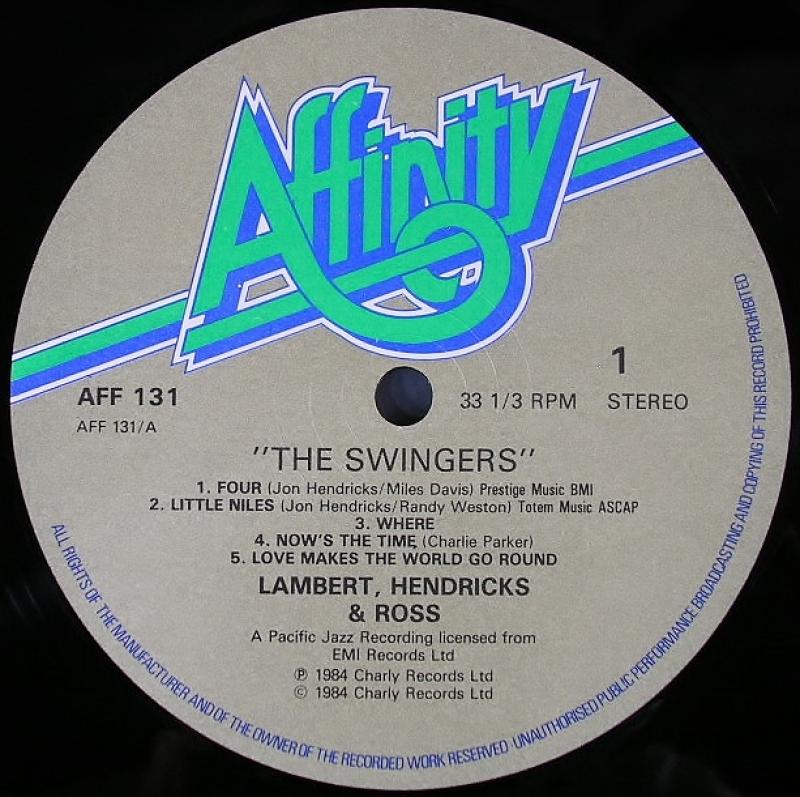 Affinity
1
AFF 131
33 1/3 RPM
STEREO
AFF 131/A
"THE SWINGERS"
1. FOUR (Jon Hendricks/Miles Davis) Prestige Music BMI
2. LITTLE NILES (Jon Hendricks/Randy Weston) Totem Music ASCAP
3. WHERE
4. NOW'S THE TIME (Charlie Parker)
5. LOVE MAKES THE WORLD GO ROUND
LAMBERT, HENDRICKS
& ROSS
A Pacific Jazz Recording licensed from
EMI Records Ltd
℗ 1984 Charly Records Ltd
© 1984 Charly Records Ltd
ALL RIGHTS OF THE MANUFACTURER AND OF THE OWNER OF THE RECORDED WORK RESERVED · UNAUTHORISED PUBLIC PERFORMANCE BROADCASTING AND COPYING OF THIS RECORD PROHIBITED